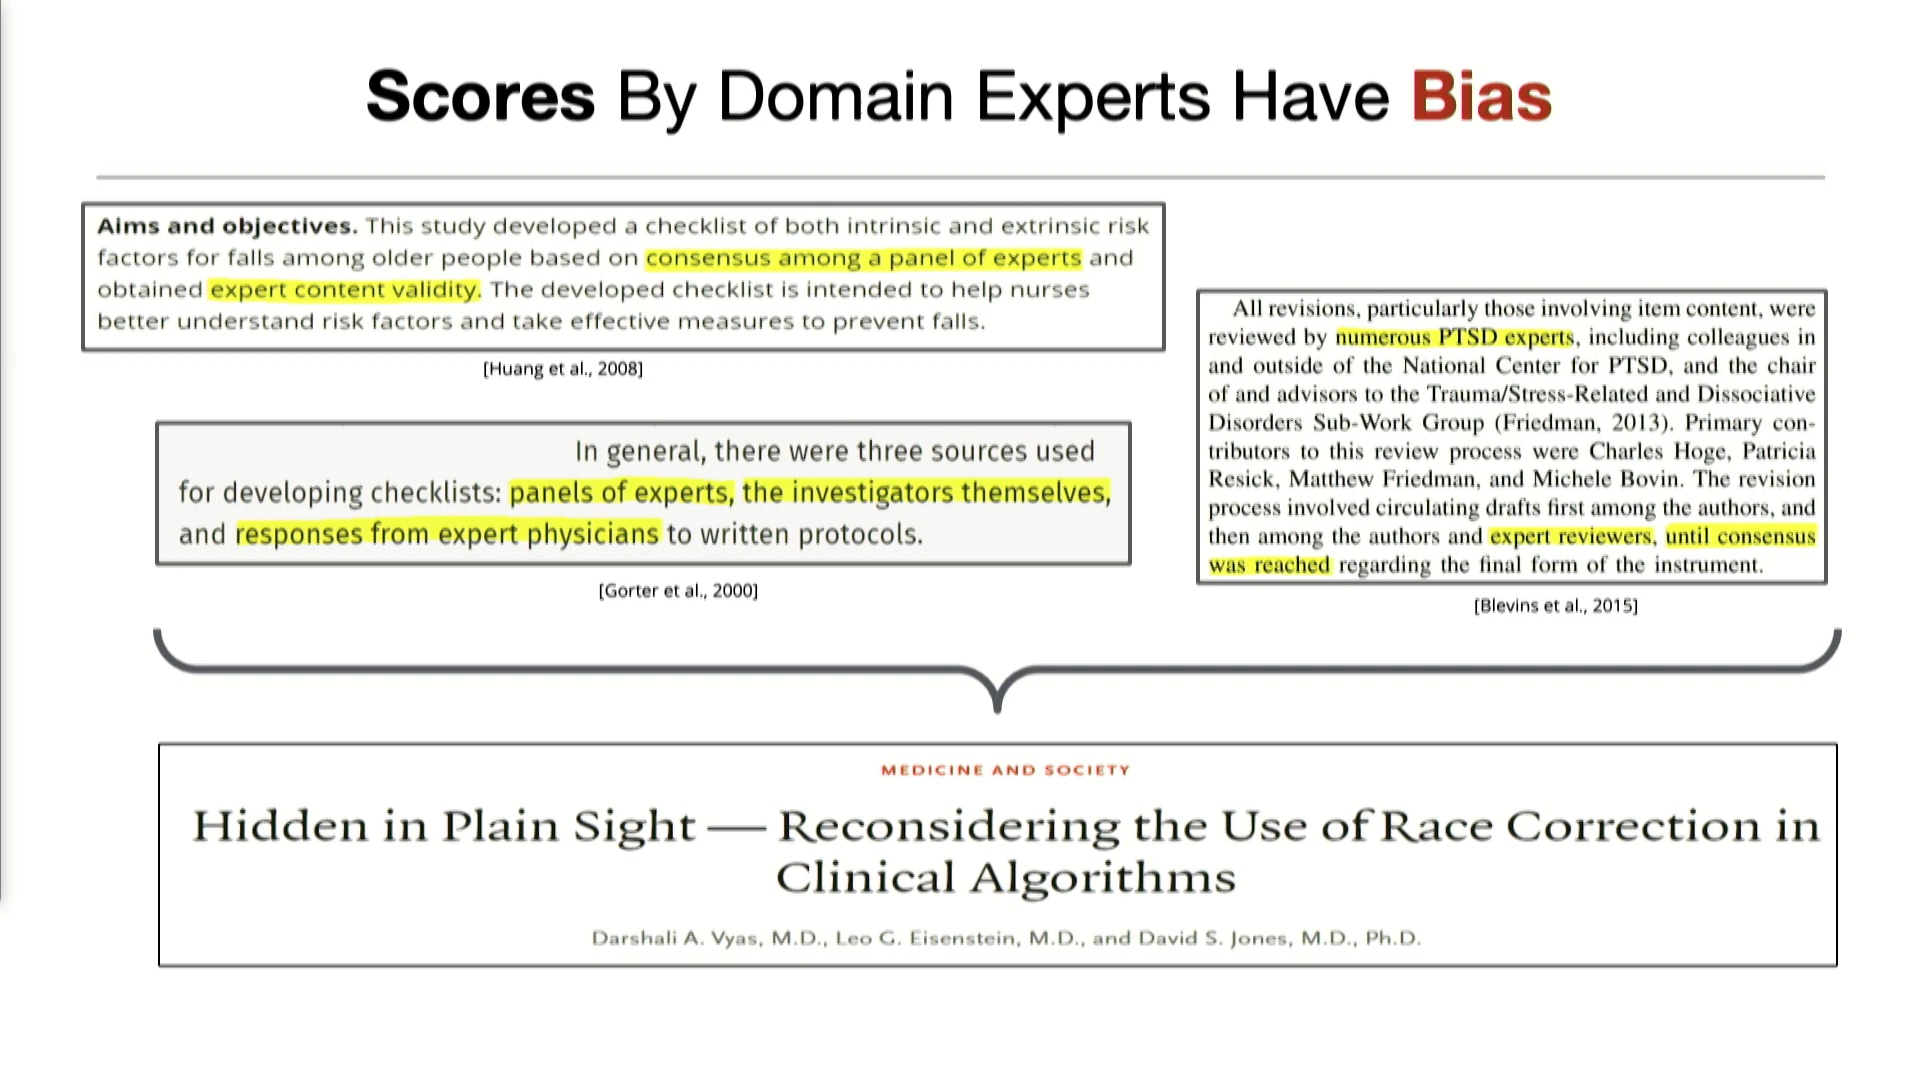 Scores By Domain Experts Have Bias
Aims and objectives. This study developed a checklist of both intrinsic and extrinsic risk
factors for falls among older people based on consensus among a panel of experts and
obtained expert content validity. The developed checklist is intended to help nurses
better understand risk factors and take effective measures to prevent falls.
[Huang et al., 2008]
In general, there were three sources used
for developing checklists: panels of experts, the investigators themselves,
and responses from expert physicians to written protocols.
[Gorter et al., 2000]
All revisions, particularly those involving item content, were
reviewed by numerous PTSD experts, including colleagues in
and outside of the National Center for PTSD, and the chair
of and advisors to the Trauma/Stress-Related and Dissociative
Disorders Sub-Work Group (Friedman, 2013). Primary con-
tributors to this review process were Charles Hoge, Patricia
Resick, Matthew Friedman, and Michele Bovin. The revision
process involved circulating drafts first among the authors, and
then among the authors and expert reviewers, until consensus
was reached regarding the final form of the instrument.
[Blevins et al., 2015]
MEDICINE AND SOCIETY
Hidden in Plain Sight — Reconsidering the Use of Race Correction in
Clinical Algorithms
Darshali A. Vyas, M.D., Leo G. Eisenstein, M.D., and David S. Jones, M.D., Ph.D.